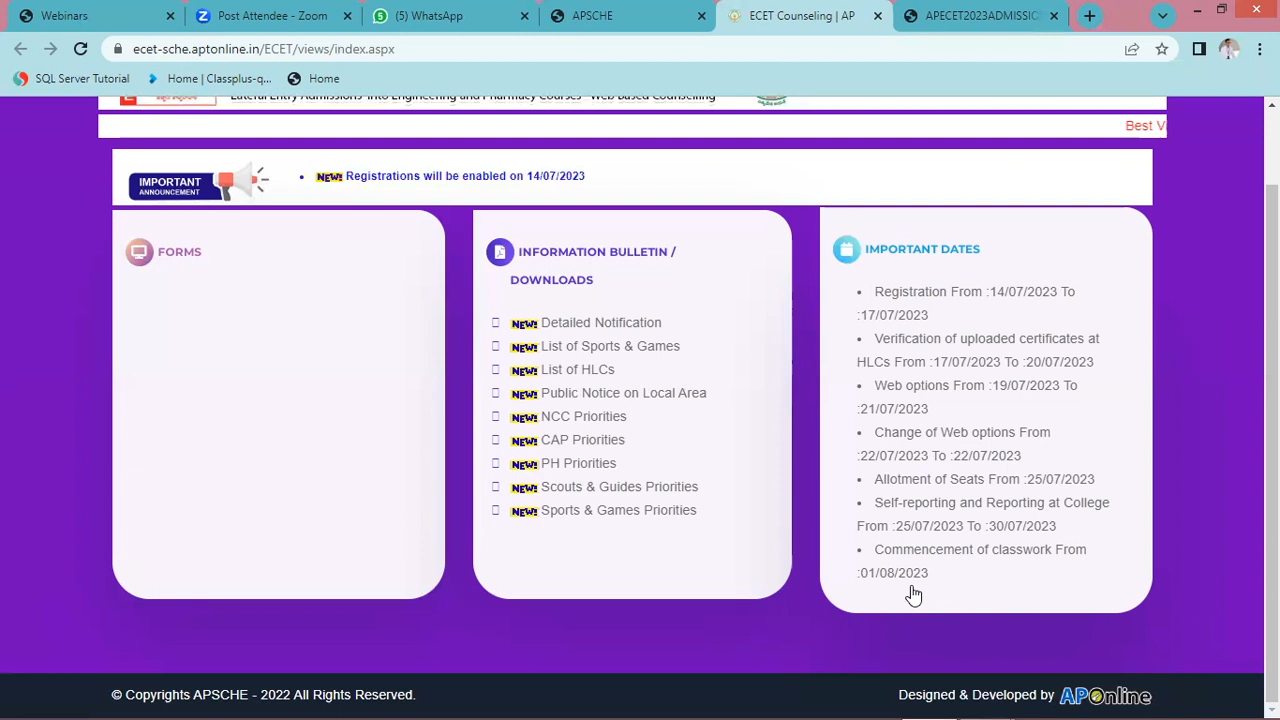 Webinars
Post Attendee - Zoom
(5) WhatsApp
APSCHE
ECET Counseling | AP
APECET2023ADMISSIO
ecet-sche.aptonline.in/ECET/views/index.aspx
SQL Server Tutorial
Home | Classplus-q...
Home
Lateral Entry Admissions into Engineering and Pharmacy Courses - Web Based Counselling
Best Vi
IMPORTANT
ANNOUNCEMENT
• NEW! Registrations will be enabled on 14/07/2023
FORMS
INFORMATION BULLETIN /
DOWNLOADS
NEW! Detailed Notification
NEW! List of Sports & Games
NEW! List of HLCs
NEW! Public Notice on Local Area
NEW! NCC Priorities
NEW! CAP Priorities
NEW! PH Priorities
NEW! Scouts & Guides Priorities
NEW! Sports & Games Priorities
IMPORTANT DATES
• Registration From :14/07/2023 To
:17/07/2023
• Verification of uploaded certificates at
HLCs From :17/07/2023 To :20/07/2023
• Web options From :19/07/2023 To
:21/07/2023
• Change of Web options From
:22/07/2023 To :22/07/2023
• Allotment of Seats From :25/07/2023
• Self-reporting and Reporting at College
From :25/07/2023 To :30/07/2023
• Commencement of classwork From
:01/08/2023
© Copyrights APSCHE - 2022 All Rights Reserved.
Designed & Developed by APOnline